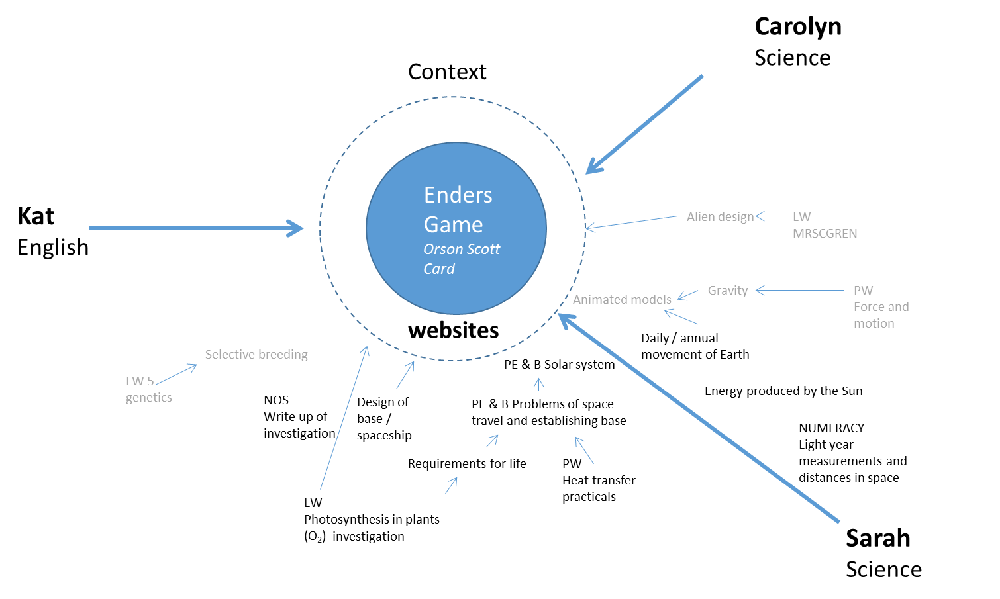 Carolyn
Science
Context
Kat
English
Enders
Game
Orson Scott
Card
websites
Alien design
LW
MRSCGREN
Animated models
Gravity
PW
Force and
motion
Daily / annual
movement of Earth
Selective breeding
LW 5
genetics
NOS
Write up of
investigation
Design of
base /
spaceship
PE & B Solar system
PE & B Problems of space
travel and establishing base
Requirements for life
PW
Heat transfer
practicals
LW
Photosynthesis in plants
(O₂) investigation
Energy produced by the Sun
NUMERACY
Light year
measurements and
distances in space
Sarah
Science